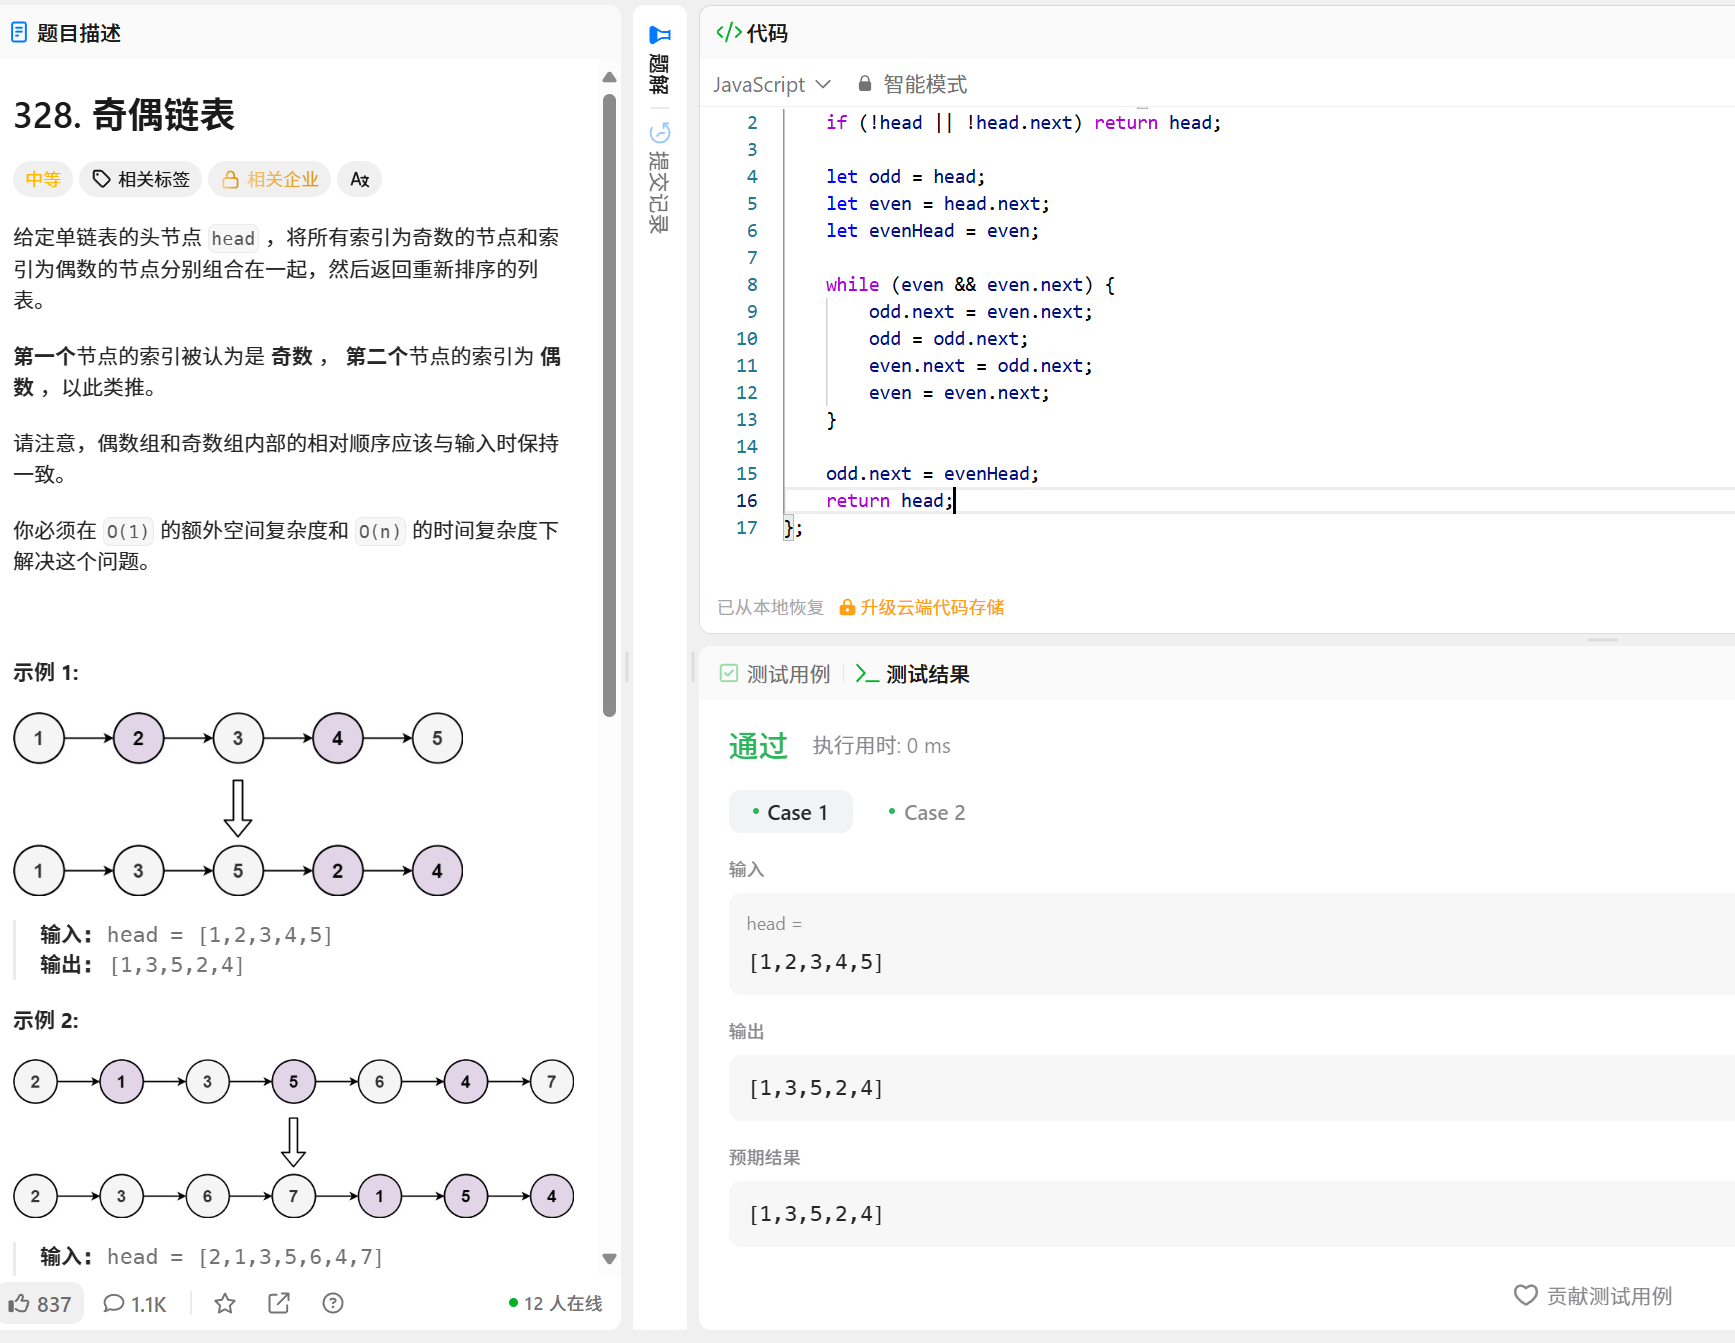 题目描述
328. 奇偶链表
中等 相关标签 相关企业
给定单链表的头节点 head ，将所有索引为奇数的节点和索
引为偶数的节点分别组合在一起，然后返回重新排序的列
表。
第一个节点的索引被认为是 奇数 ， 第二个节点的索引为 偶
数 ，以此类推。
请注意，偶数组和奇数组内部的相对顺序应该与输入时保持
一致。
你必须在 O(1) 的额外空间复杂度和 O(n) 的时间复杂度下
解决这个问题。
示例 1:
1 2 3 4 5
1 3 5 2 4
输入: head = [1,2,3,4,5]
输出: [1,3,5,2,4]
示例 2:
2 1 3 5 6 4 7
2 3 6 7 1 5 4
输入: head = [2,1,3,5,6,4,7]
837 1.1K 12 人在线
题解
提交记录
代码
JavaScript 智能模式
2 if (!head || !head.next) return head;
3
4 let odd = head;
5 let even = head.next;
6 let evenHead = even;
7
8 while (even && even.next) {
9 odd.next = even.next;
10 odd = odd.next;
11 even.next = odd.next;
12 even = even.next;
13 }
14
15 odd.next = evenHead;
16 return head;
17 };
已从本地恢复 升级云端代码存储
测试用例 测试结果
通过 执行用时: 0 ms
Case 1 Case 2
输入
head =
[1,2,3,4,5]
输出
[1,3,5,2,4]
预期结果
[1,3,5,2,4]
贡献测试用例